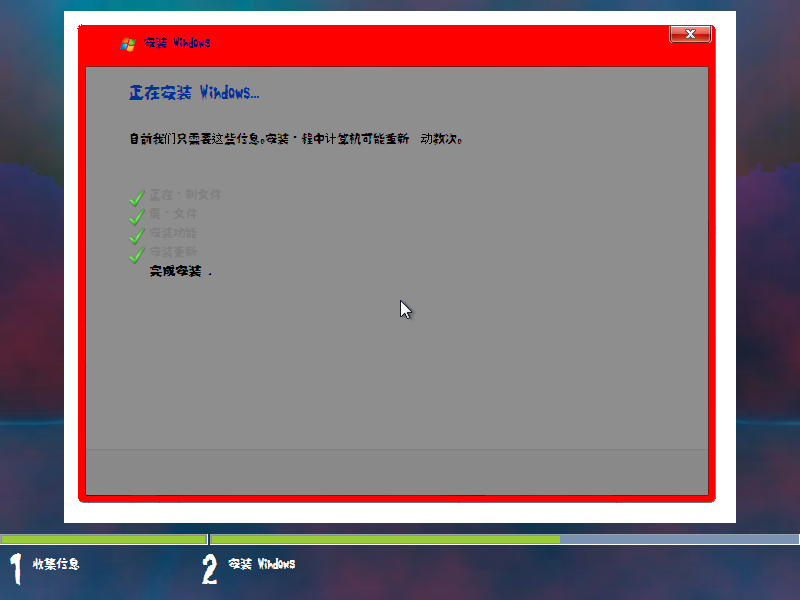 安装 Windows
正在安装 Windows...
目前我们只需要这些信息。安装·程中计算机可能重新 动数次。
正在·制文件
展·文件
安装功能
安装更新
完成安装 .
1 收集信息
2 安装 Windows